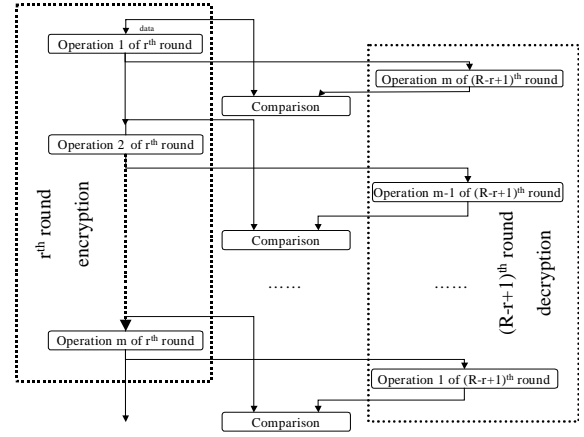 data
Operation 1 of rth round
Operation m of (R-r+1)th round
Comparison
Operation 2 of rth round
Operation m-1 of (R-r+1)th round
Comparison
rth round
encryption
(R-r+1)th round
decryption
……
……
Operation m of rth round
Operation 1 of (R-r+1)th round
Comparison